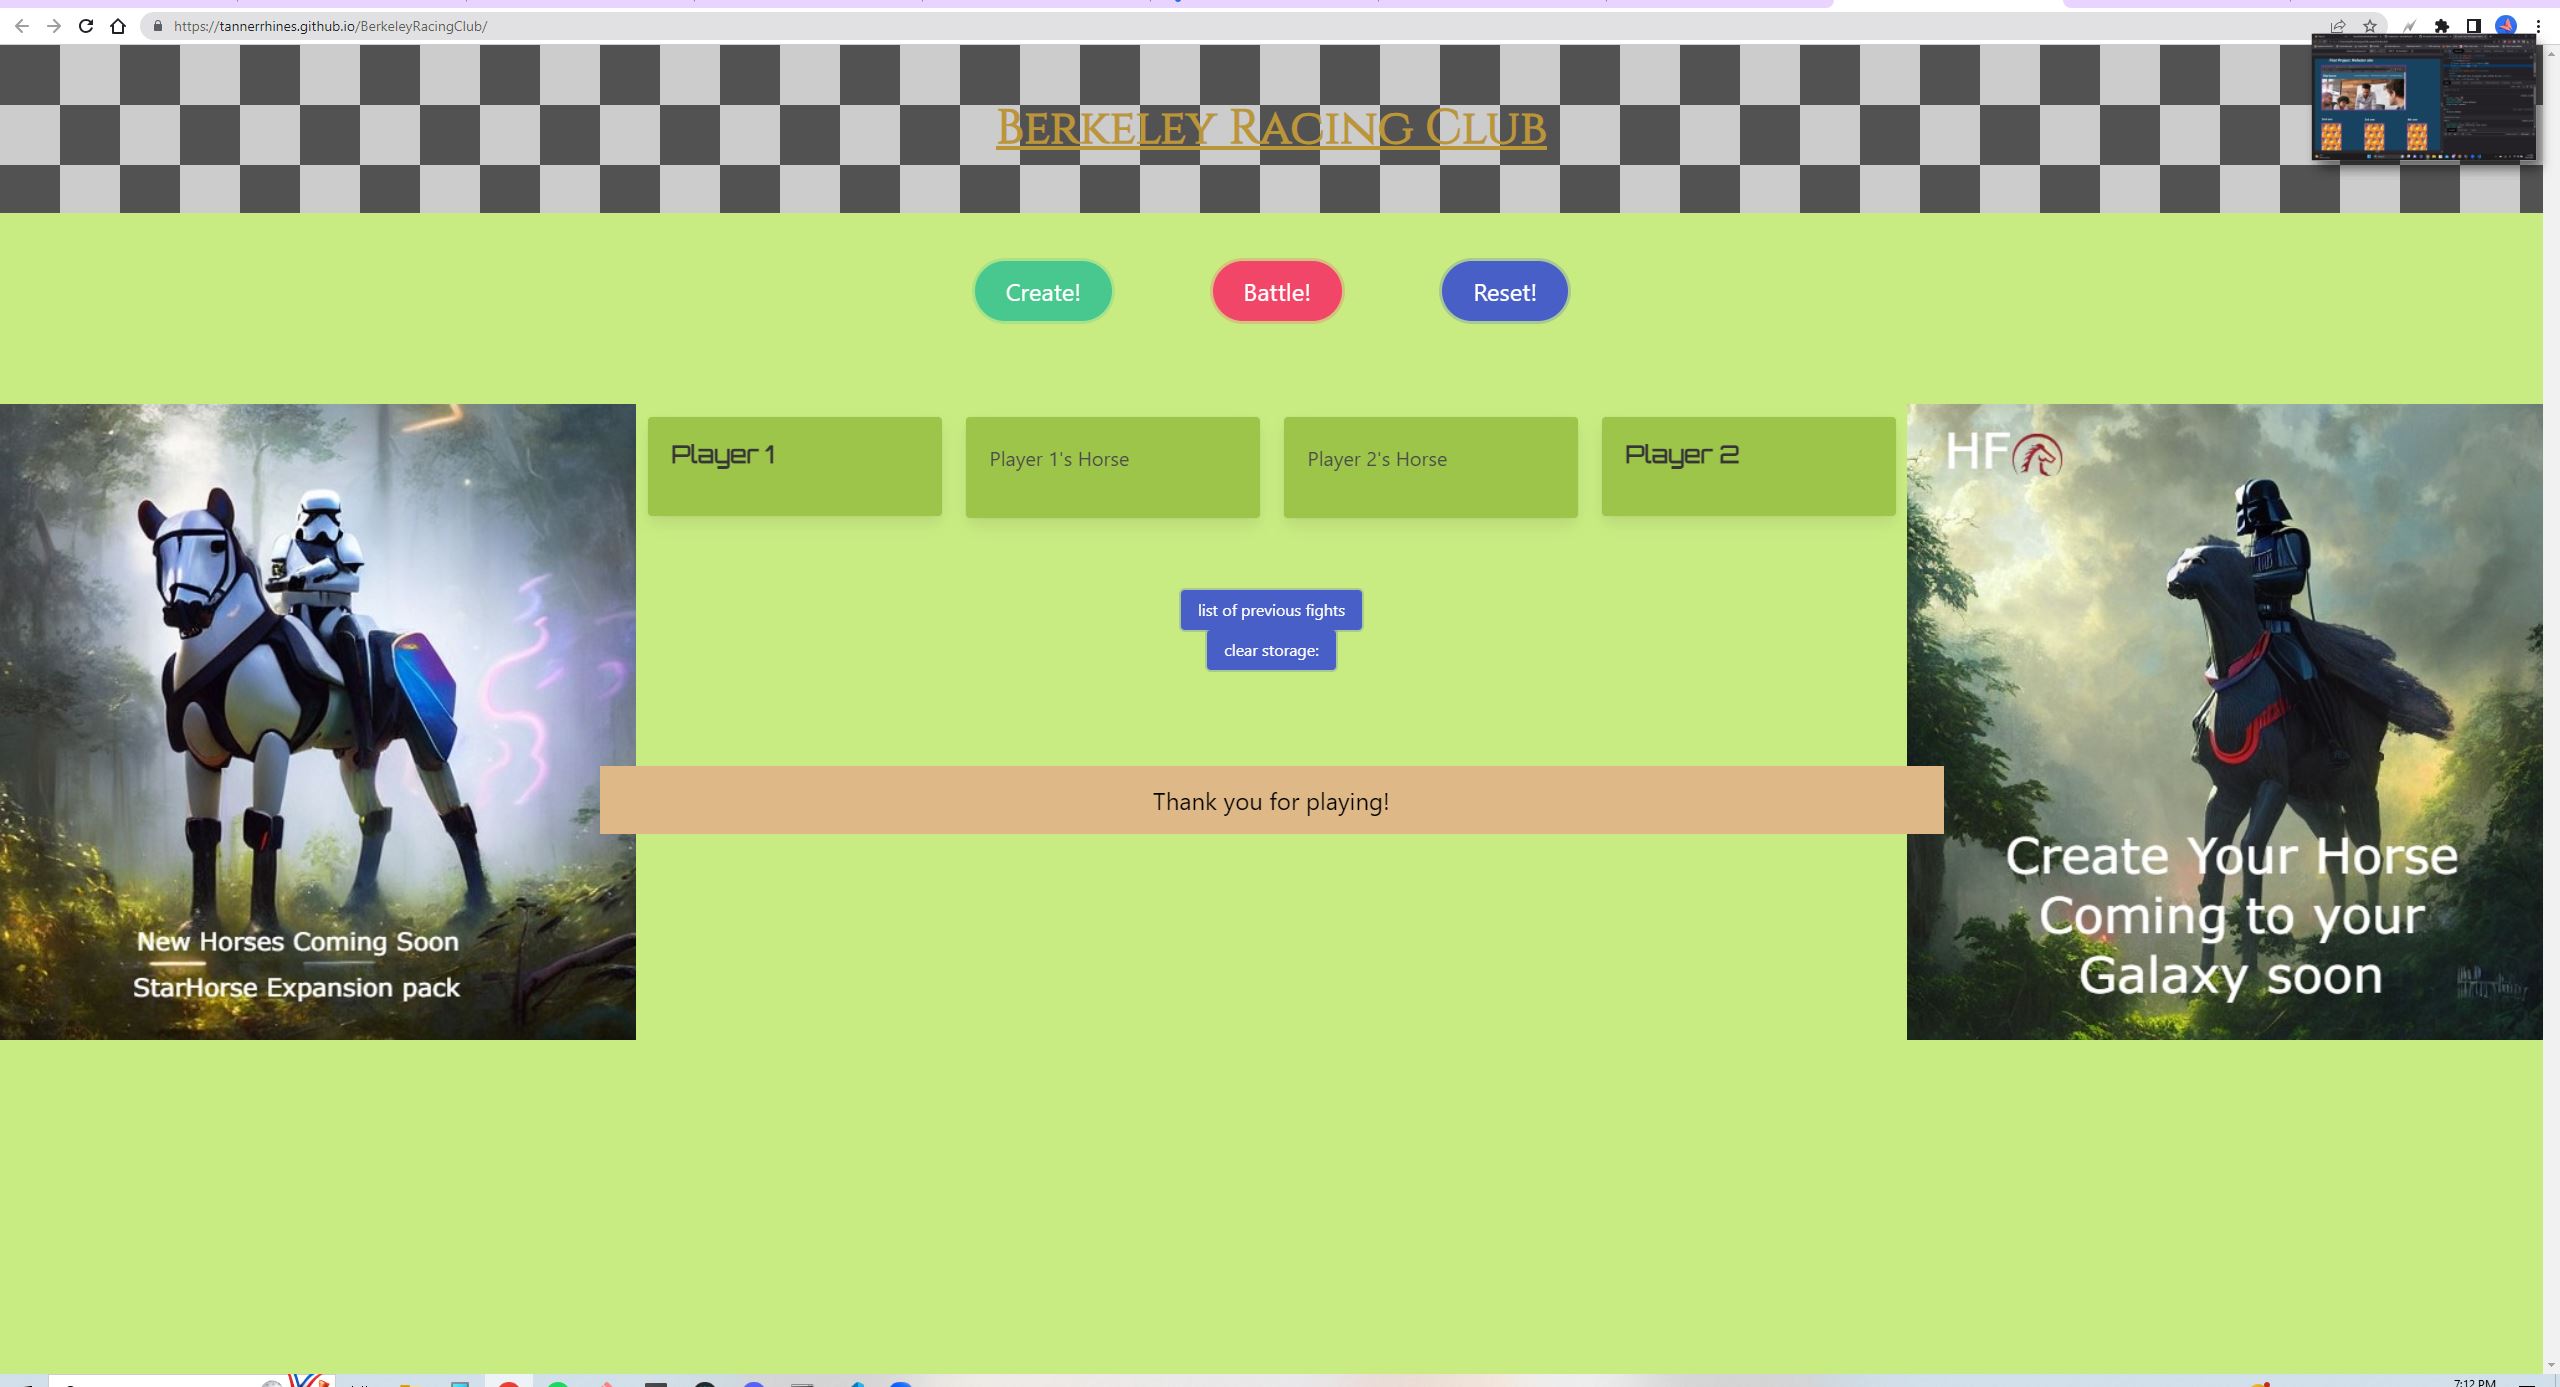 https://tannerrhines.github.io/BerkeleyRacingClub/
Berkeley Racing Club
Create!
Battle!
Reset!
Player 1
Player 1's Horse
Player 2's Horse
Player 2
HF
list of previous fights
clear storage:
Thank you for playing!
New Horses Coming Soon
StarHorse Expansion pack
Create Your Horse
Coming to your
Galaxy soon
7:12 PM